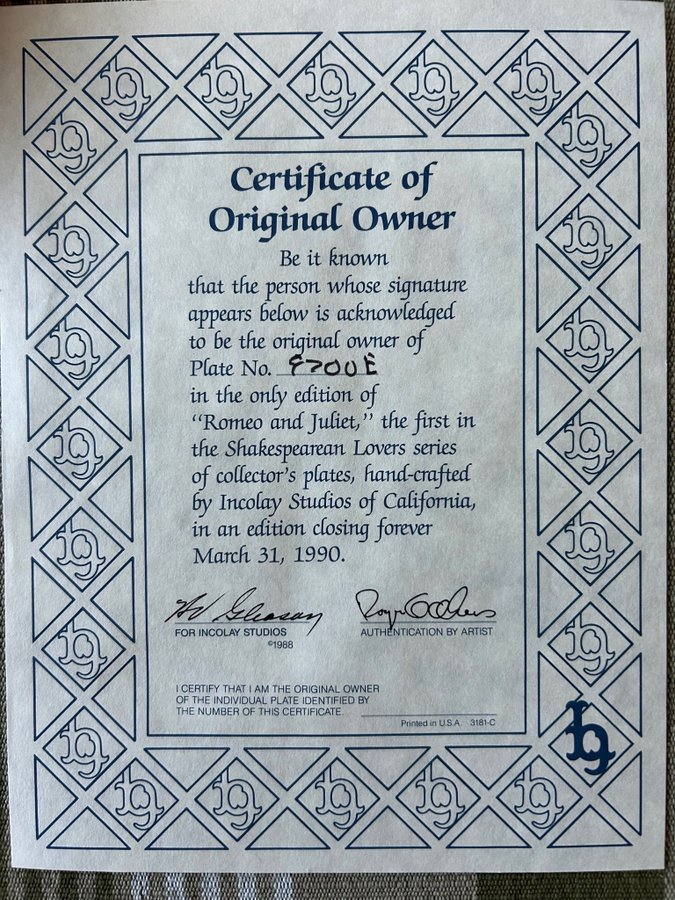 Certificate of
Original Owner
Be it known
that the person whose signature
appears below is acknowledged
to be the original owner of
Plate No. 9700E
in the only edition of
“Romeo and Juliet,” the first in
the Shakespearean Lovers series
of collector's plates, hand-crafted
by Incolay Studios of California,
in an edition closing forever
March 31, 1990.
Gleason
FOR INCOLAY STUDIOS
©1988
AUTHENTICATION BY ARTIST
I CERTIFY THAT I AM THE ORIGINAL OWNER
OF THE INDIVIDUAL PLATE IDENTIFIED BY
THE NUMBER OF THIS CERTIFICATE.
Printed in U.S.A. 3181-C